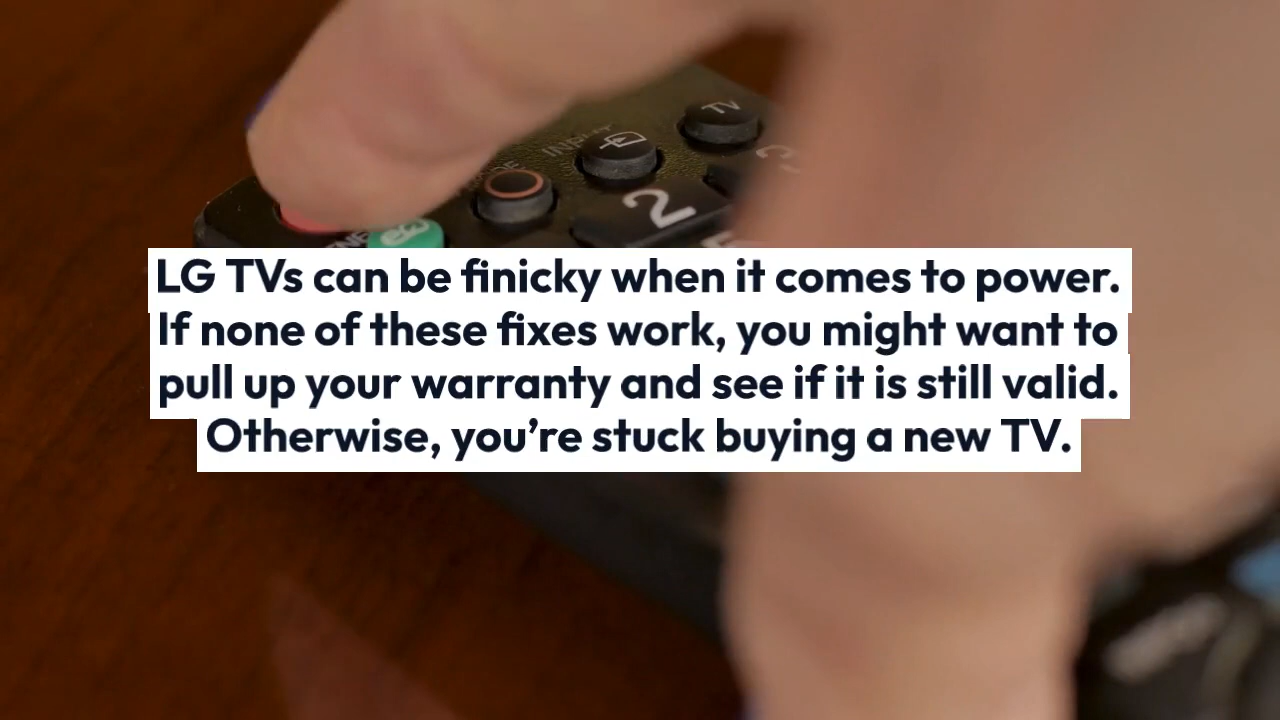 TV
2
LG TVs can be finicky when it comes to power.
If none of these fixes work, you might want to
pull up your warranty and see if it is still valid.
Otherwise, you’re stuck buying a new TV.